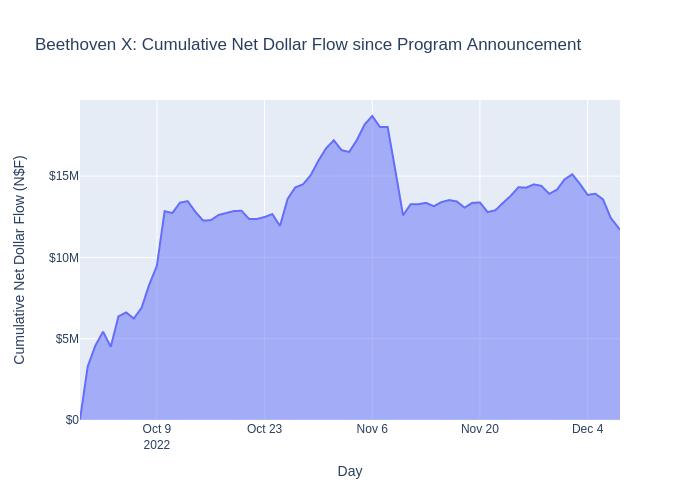 Beethoven X: Cumulative Net Dollar Flow since Program Announcement
Cumulative Net Dollar Flow (N$F)
$15M
$10M
$5M
$0
Oct 9
2022
Oct 23
Nov 6
Nov 20
Dec 4
Day